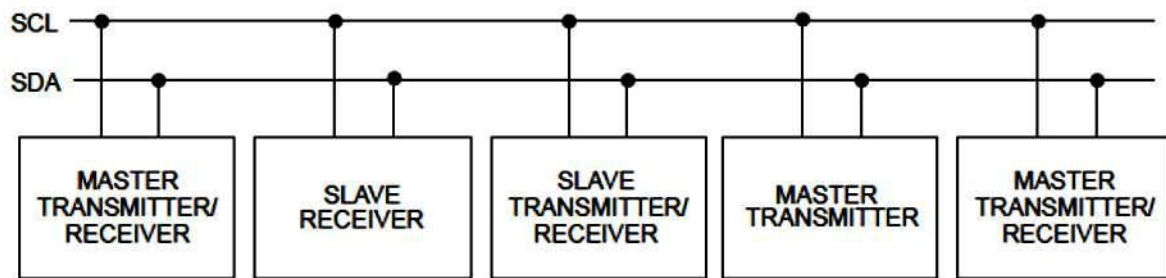 SCL
SDA
MASTER
TRANSMITTER/
RECEIVER
SLAVE
RECEIVER
SLAVE
TRANSMITTER/
RECEIVER
MASTER
TRANSMITTER
MASTER
TRANSMITTER/
RECEIVER